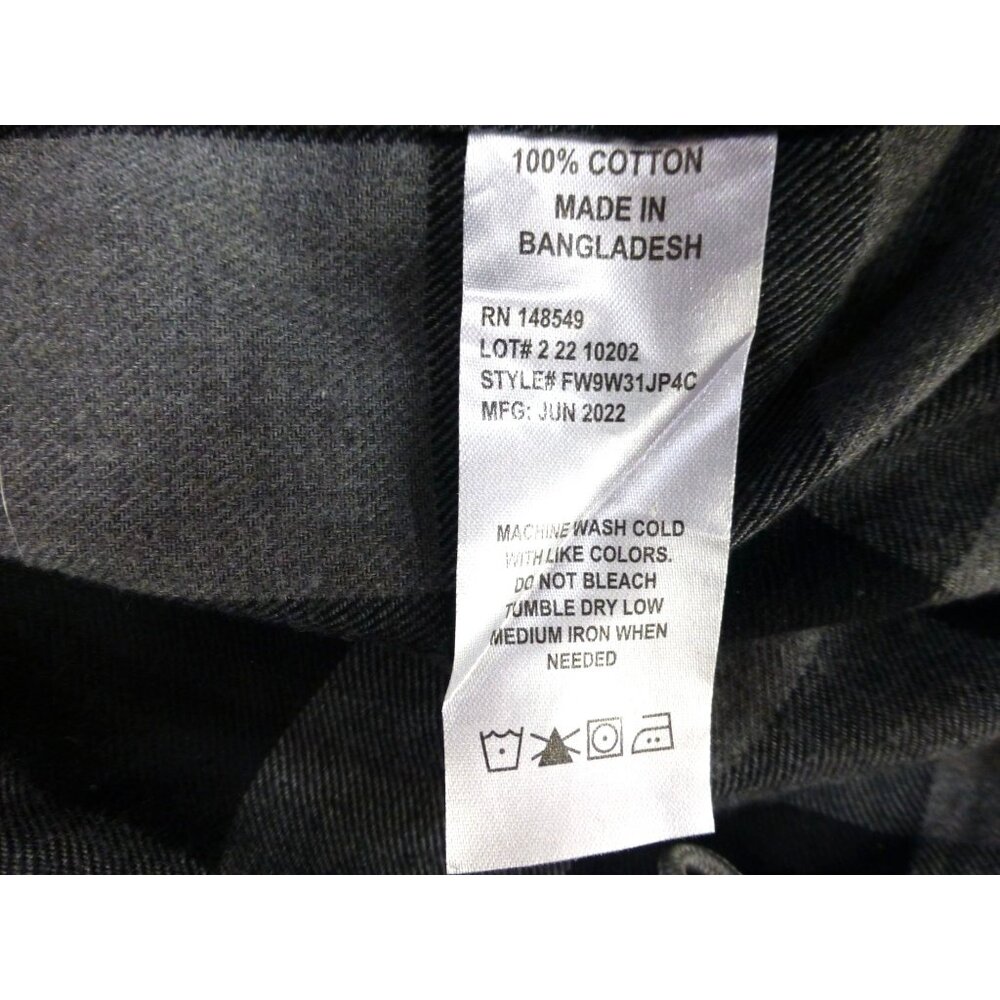 100% COTTON
MADE IN
BANGLADESH
RN 148549
LOT# 2 22 10202
STYLE# FW9W31JP4C
MFG: JUN 2022
MACHINE WASH COLD
WITH LIKE COLORS.
DO NOT BLEACH
TUMBLE DRY LOW
MEDIUM IRON WHEN
NEEDED